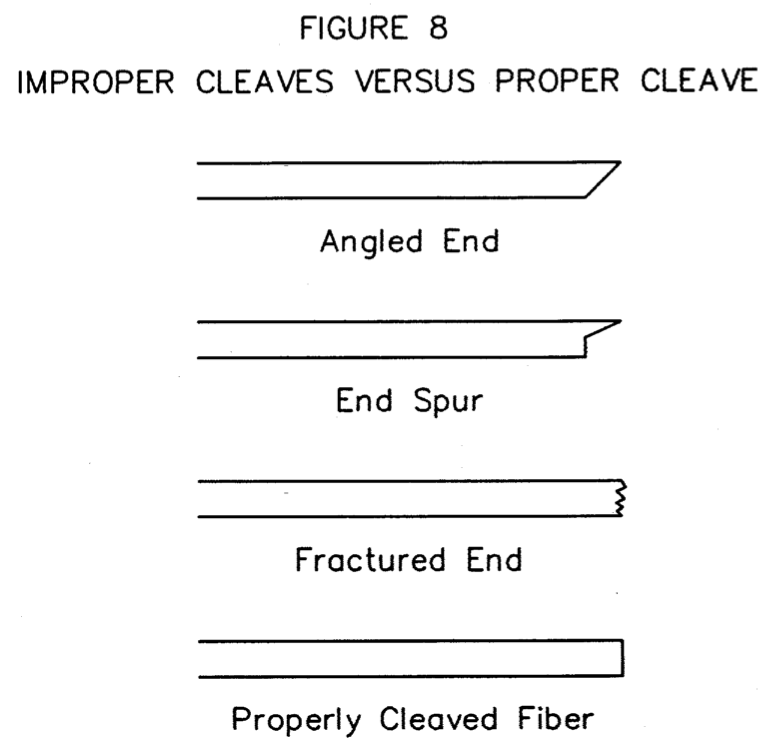 FIGURE 8
IMPROPER CLEAVES VERSUS PROPER CLEAVE
Angled End
End Spur
Fractured End
Properly Cleaved Fiber